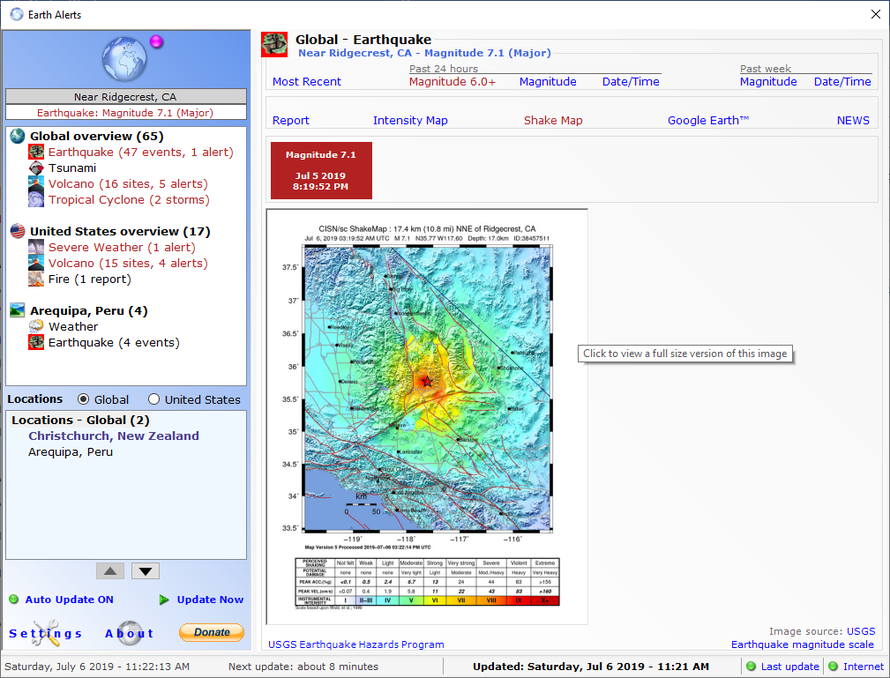 Earth Alerts
Near Ridgecrest, CA
Earthquake: Magnitude 7.1 (Major)
Global overview (65)
Earthquake (47 events, 1 alert)
Tsunami
Volcano (16 sites, 5 alerts)
Tropical Cyclone (2 storms)
United States overview (17)
Severe Weather (1 alert)
Volcano (15 sites, 4 alerts)
Fire (1 report)
Arequipa, Peru (4)
Weather
Earthquake (4 events)
Locations Global United States
Locations - Global (2)
Christchurch, New Zealand
Arequipa, Peru
Auto Update ON Update Now
Settings About Donate
Global - Earthquake
Near Ridgecrest, CA - Magnitude 7.1 (Major)
Past 24 hours Past week
Most Recent Magnitude 6.0+ Magnitude Date/Time Magnitude Date/Time
Report Intensity Map Shake Map Google Earth™ NEWS
Magnitude 7.1
Jul 5 2019
8:19:52 PM
CISN/sc ShakeMap : 17.4 km (10.8 mi) NNE of Ridgecrest, CA
Jul 6, 2019 03:19:52 AM UTC M 7.1 N35.77 W117.60 Depth: 17.0km ID:38457511
37.5°
37°
36.5°
36°
35.5°
35°
34.5°
34°
33.5°
km
0 50
-119° -118° -117° -116°
Map Version 5 Processed 2019-07-06 03:22:14 PM UTC
PERCEIVED SHAKING Not felt Weak Light Moderate Strong Very strong Severe Violent Extreme
POTENTIAL DAMAGE none none none Very light Light Moderate Mod./Heavy Heavy Very Heavy
PEAK ACC.(%g) <0.1 0.5 2.4 6.7 13 24 44 83 >156
PEAK VEL.(cm/s) <0.07 0.4 1.9 5.8 11 22 43 83 >160
INSTRUMENTAL INTENSITY I II-III IV V VI VII VIII IX X+
Click to view a full size version of this image
Image source: USGS
USGS Earthquake Hazards Program Earthquake magnitude scale
Saturday, July 6 2019 - 11:22:13 AM Next update: about 8 minutes Updated: Saturday, Jul 6 2019 - 11:21 AM Last update Internet